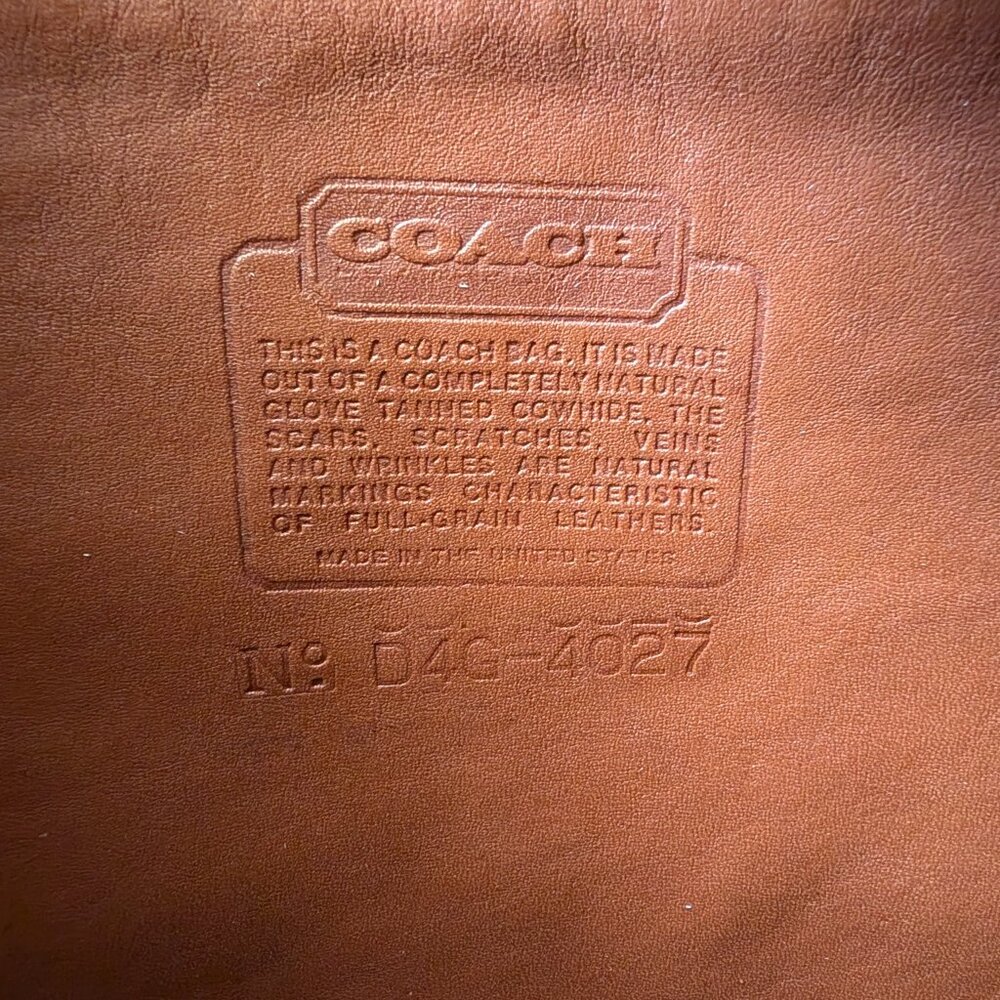 COACH
THIS IS A COACH BAG. IT IS MADE
OUT OF A COMPLETELY NATURAL
GLOVE TANNED COWHIDE. THE
SCARS, SCRATCHES, VEINS
AND WRINKLES ARE NATURAL
MARKINGS CHARACTERISTIC
OF FULL-GRAIN LEATHERS.
MADE IN THE UNITED STATES
Nº D4G-4027